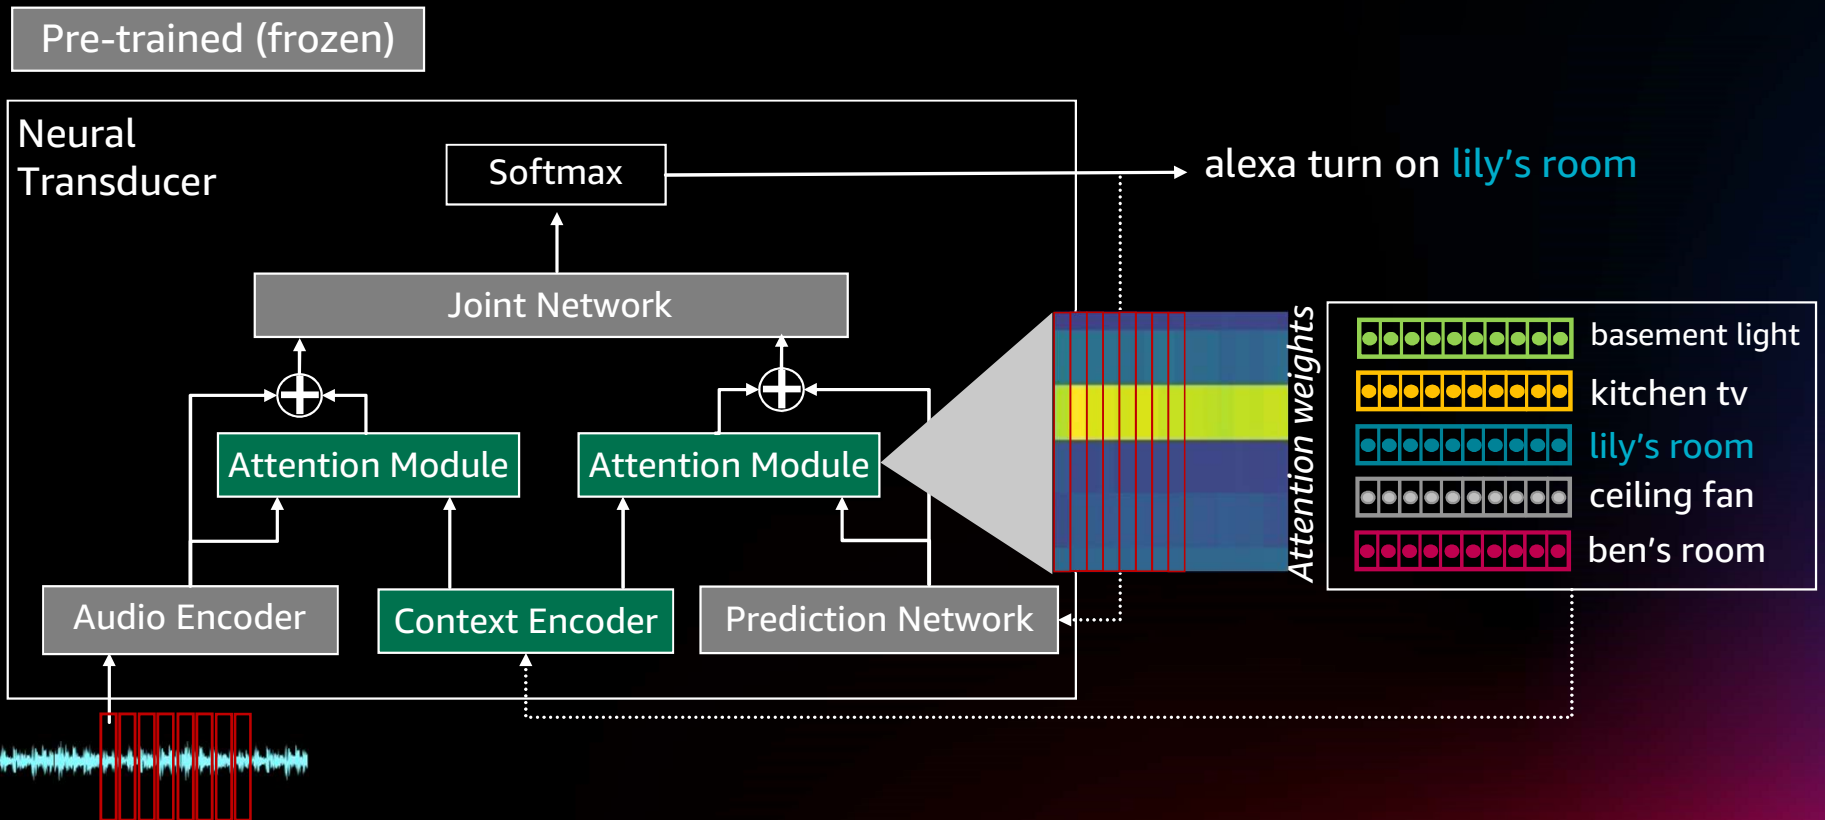 Pre-trained (frozen)
Neural
Transducer
Softmax
alexa turn on lily's room
Joint Network
Attention Module
Attention Module
Audio Encoder
Context Encoder
Prediction Network
Attention weights
basement light
kitchen tv
lily's room
ceiling fan
ben's room